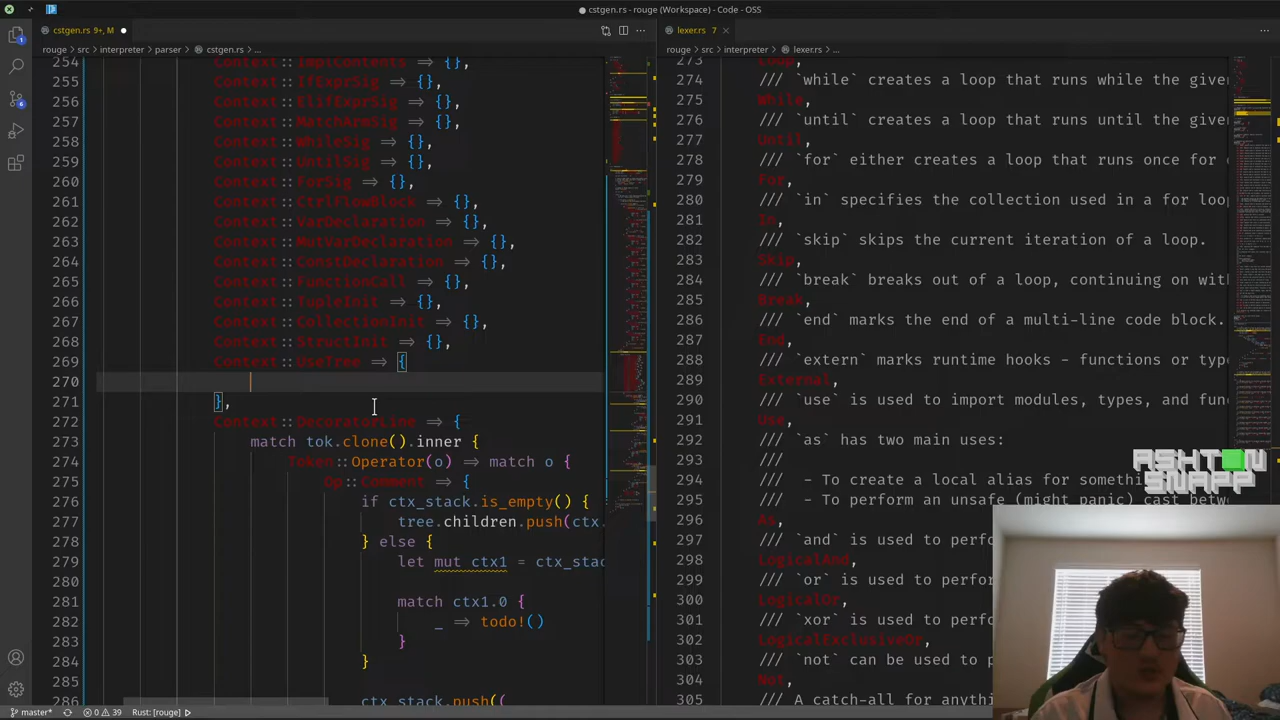 cstgen.rs - rouge (Workspace) - Code - OSS
cstgen.rs 9+, M
rouge > src > interpreter > parser > cstgen.rs > ...
254 Context::ImplContents => {},
255 Context::IfExprSig => {},
256 Context::ElifExprSig => {},
257 Context::MatchArmSig => {},
258 Context::WhileSig => {},
259 Context::UntilSig => {},
260 Context::ForSig => {},
261 Context::CtrlFlowBlock => {},
262 Context::VarDeclaration => {},
263 Context::MutVarDeclaration => {},
264 Context::ConstDeclaration => {},
265 Context::FunctionCall => {},
266 Context::TupleInit => {},
267 Context::CollectionInit => {},
268 Context::StructInit => {},
269 Context::UseTree => {
270
271 },
272 Context::DecoratorLine => {
273 match tok.clone().inner {
274 Token::Operator(o) => match o {
275 Op::Comment => {
276 if ctx_stack.is_empty() {
277 tree.children.push(ctx.
278 } else {
279 let mut ctx1 = ctx_stac
280
281 match ctx1.0 {
282 _ => todo!()
283 }
284 }
285
286 ctx_stack.push((
lexer.rs 7
rouge > src > interpreter > lexer.rs > ...
273 Loop,
274 /// `while` creates a loop that runs while the giver
275 While,
276 /// `until` creates a loop that runs until the giver
277 Until,
278 /// `for` either creates a loop that runs once for e
279 For,
280 /// `in` specifies the collection used in a for loop
281 In,
282 /// `skip` skips the current iteration of a loop.
283 Skip,
284 /// `break` breaks out of a loop, continuing with
285 Break,
286 /// `end` marks the end of a multi-line code block.
287 End,
288 /// `extern` marks runtime hooks - functions or type
289 External,
290 /// `use` is used to import modules, types, and fund
291 Use,
292 /// `as` has two main uses:
293 ///
294 /// - To create a local alias for somethi
295 /// - To perform an unsafe (might panic) cast betw
296 As,
297 /// `and` is used to perfo
298 LogicalAnd,
299 /// `or` is used to perfor
300 LogicalOr,
301 /// `xor` is used to perfo
302 LogicalExclusiveOr,
303 /// `not` can be used to p
304 Not,
305 /// A catch-all for anythi
ASHTON
SNAPP
master* 0 39 Rust: [rouge]